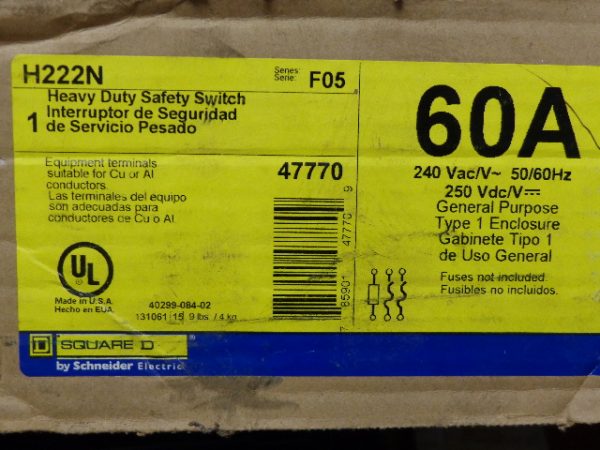 H222N
Series:
Serie:
F05
1
Heavy Duty Safety Switch
Interruptor de Seguridad
de Servicio Pesado
Equipment terminals
suitable for Cu or Al
conductors.
Las terminales del equipo
son adecuadas para
conductores de Cu o Al.
47770
9
47770
85901
7
UL
Made in U.S.A.
Hecho en EUA.
40299-084-02
131061 15 9 lbs / 4 kg
60A
240 Vac/V~ 50/60Hz
250 Vdc/V⎓
General Purpose
Type 1 Enclosure
Gabinete Tipo 1
de Uso General
Fuses not included.
Fusibles no incluidos.
D SQUARE D
by Schneider Electric